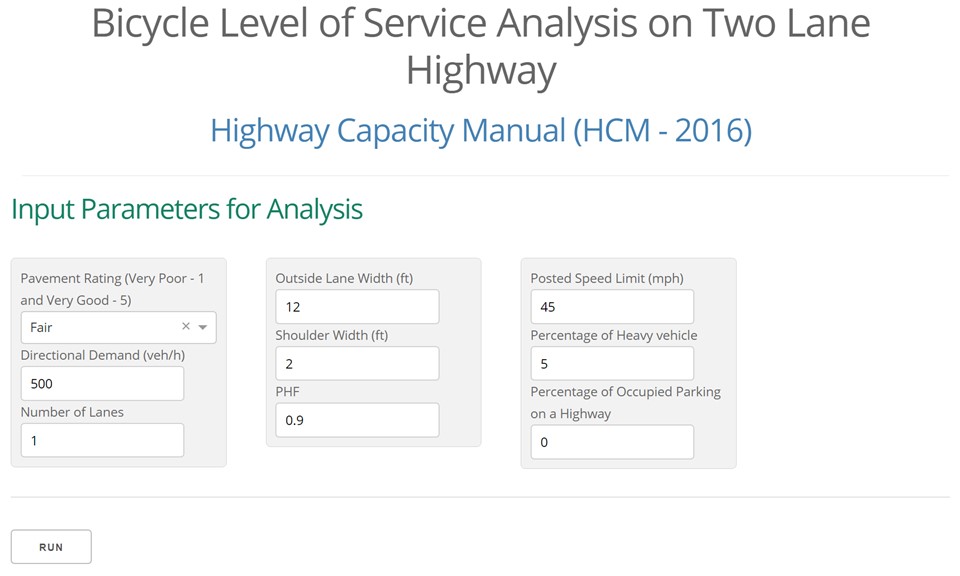 Bicycle Level of Service Analysis on Two Lane
Highway
Highway Capacity Manual (HCM - 2016)
Input Parameters for Analysis
Pavement Rating (Very Poor - 1
and Very Good - 5)
Fair
Directional Demand (veh/h)
500
Number of Lanes
1
Outside Lane Width (ft)
12
Shoulder Width (ft)
2
PHF
0.9
Posted Speed Limit (mph)
45
Percentage of Heavy vehicle
5
Percentage of Occupied Parking
on a Highway
0
RUN